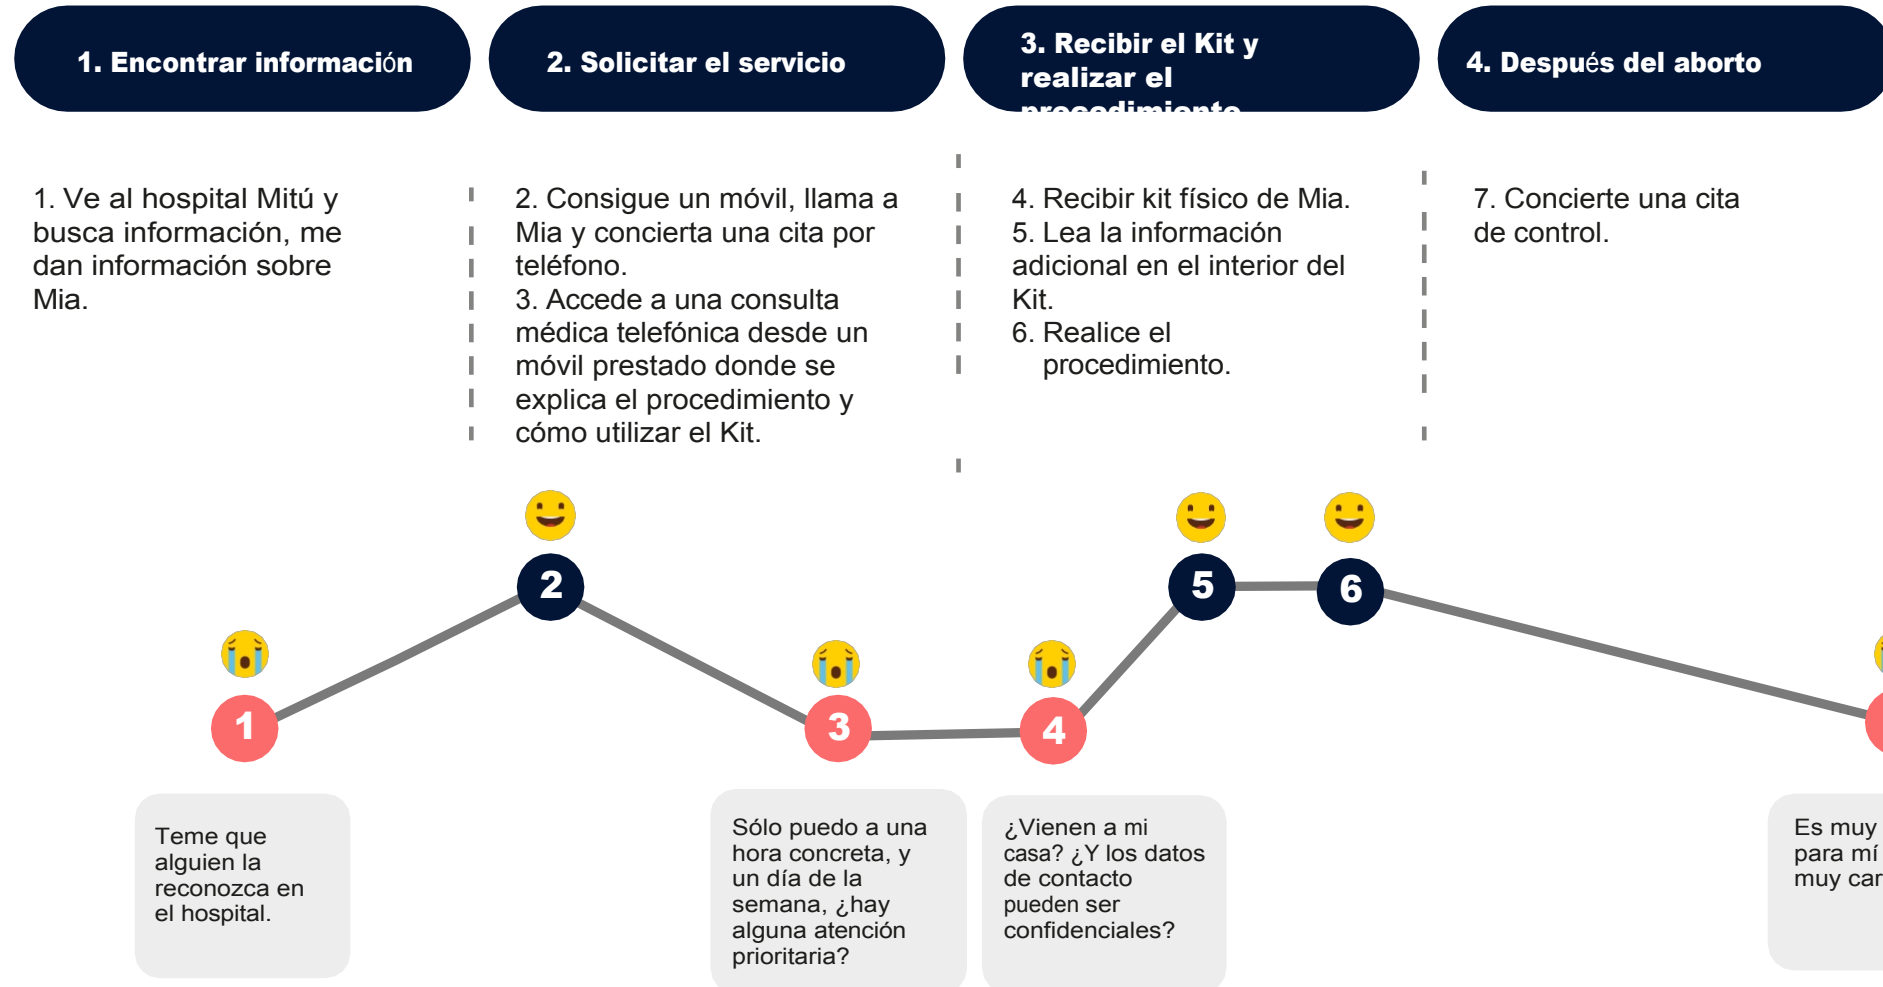 1. Encontrar información
2. Solicitar el servicio
3. Recibir el Kit y
realizar el
procedimiento
4. Después del aborto
1. Ve al hospital Mitú y
busca información, me
dan información sobre
Mia.
2. Consigue un móvil, llama a
Mia y concierta una cita por
teléfono.
3. Accede a una consulta
médica telefónica desde un
móvil prestado donde se
explica el procedimiento y
cómo utilizar el Kit.
4. Recibir kit físico de Mia.
5. Lea la información
adicional en el interior del
Kit.
6. Realice el
procedimiento.
7. Concierte una cita
de control.
1
2
3
4
5
6
Teme que
alguien la
reconozca en
el hospital.
Sólo puedo a una
hora concreta, y
un día de la
semana, ¿hay
alguna atención
prioritaria?
¿Vienen a mi
casa? ¿Y los datos
de contacto
pueden ser
confidenciales?
Es muy
para mí
muy